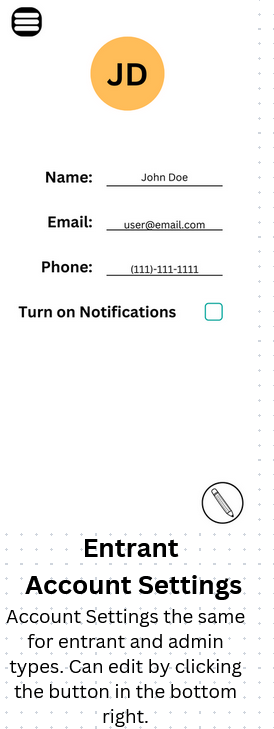 JD
Name: John Doe
Email: user@email.com
Phone: (111)-111-1111
Turn on Notifications
Entrant
Account Settings
Account Settings the same
for entrant and admin
types. Can edit by clicking
the button in the bottom
right.